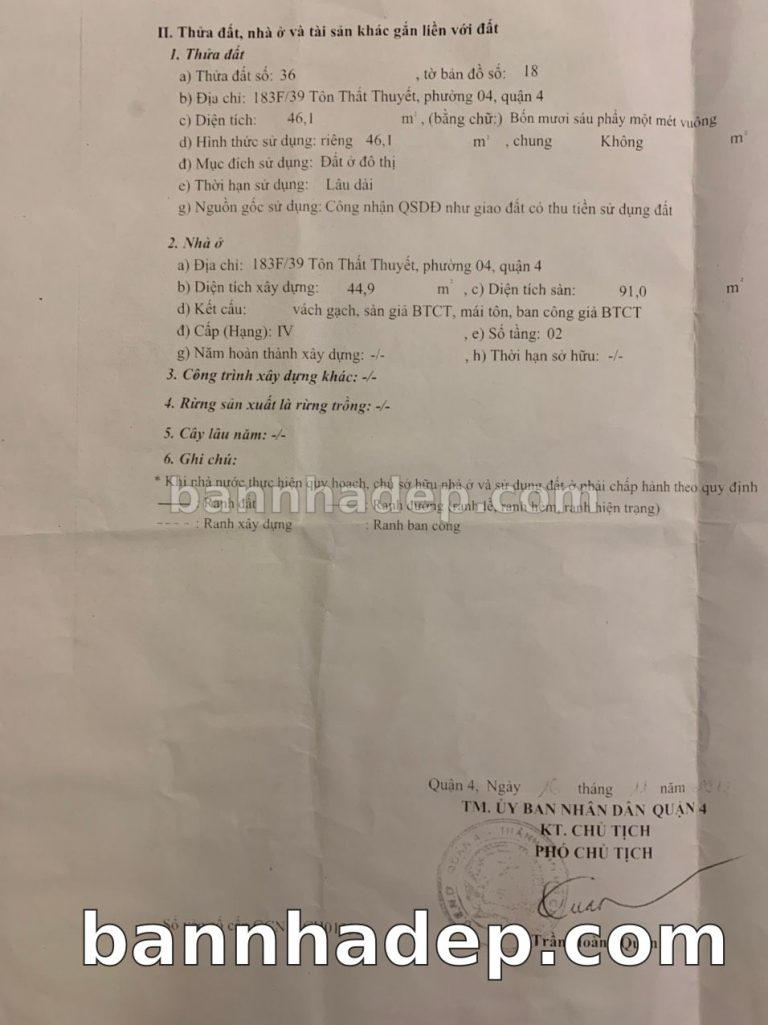 II. Thửa đất, nhà ở và tài sản khác gắn liền với đất
1. Thửa đất
a) Thửa đất số: 36 , tờ bản đồ số: 18
b) Địa chỉ: 183F/39 Tôn Thất Thuyết, phường 04, quận 4
c) Diện tích: 46,1 m² , (bằng chữ:) Bốn mươi sáu phẩy một mét vuông
d) Hình thức sử dụng: riêng 46,1 m² , chung Không m²
đ) Mục đích sử dụng: Đất ở đô thị
e) Thời hạn sử dụng: Lâu dài
g) Nguồn gốc sử dụng: Công nhận QSDĐ như giao đất có thu tiền sử dụng đất
2. Nhà ở
a) Địa chỉ: 183F/39 Tôn Thất Thuyết, phường 04, quận 4
b) Diện tích xây dựng: 44,9 m² , c) Diện tích sàn: 91,0 m²
d) Kết cấu: vách gạch, sàn giả BTCT, mái tôn, ban công giả BTCT
đ) Cấp (Hạng): IV , e) Số tầng: 02
g) Năm hoàn thành xây dựng: -/- , h) Thời hạn sở hữu: -/-
3. Công trình xây dựng khác: -/-
4. Rừng sản xuất là rừng trồng: -/-
5. Cây lâu năm: -/-
6. Ghi chú:
* Khi nhà nước thực hiện quy hoạch, chủ sở hữu nhà ở và sử dụng đất ở phải chấp hành theo quy định
bannhadep.com
: Ranh đất : Ranh đường (ranh lề, ranh hẻm, ranh hiện trạng)
---- : Ranh xây dựng : Ranh ban công
Quận 4, Ngày tháng năm
TM. ỦY BAN NHÂN DÂN QUẬN 4
KT. CHỦ TỊCH
PHÓ CHỦ TỊCH
Trần Quân
bannhadep.com